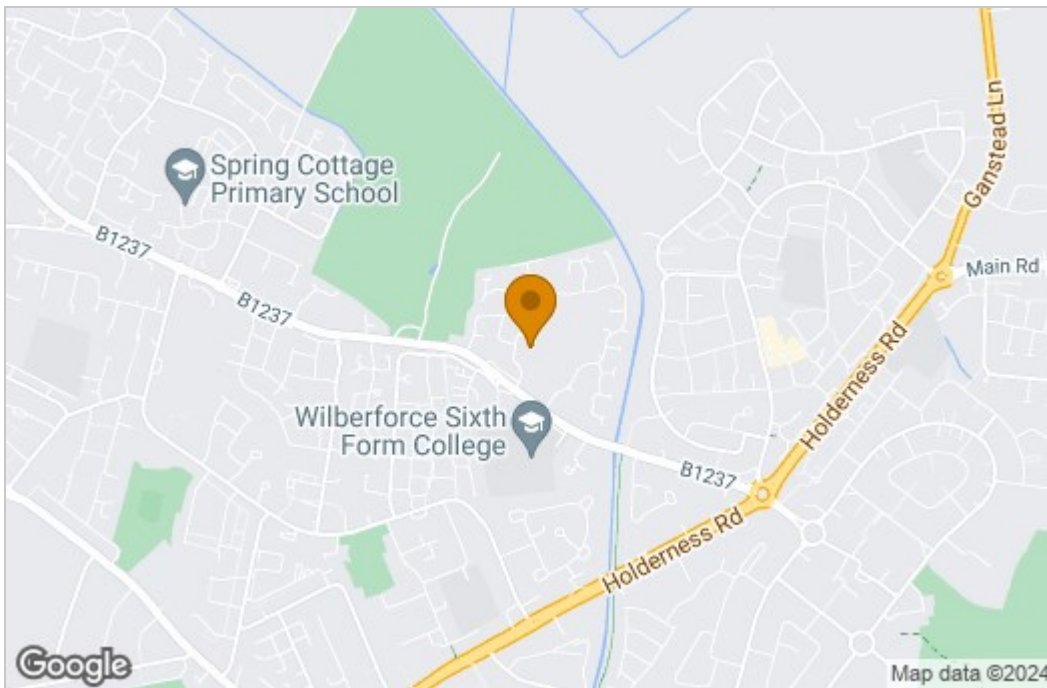 Ganstead Ln
Spring Cottage
Primary School
B1237
Main Rd
B1237
Holderness Rd
Wilberforce Sixth
Form College
B1237
Holderness Rd
Google
Map data ©2024